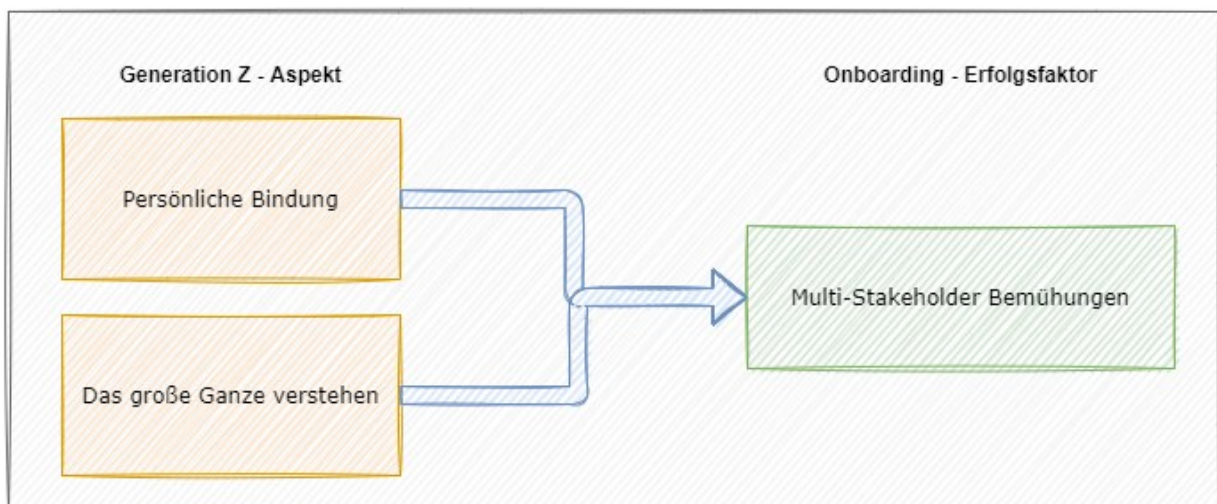 Generation Z - Aspekt
Onboarding - Erfolgsfaktor
Persönliche Bindung
Multi-Stakeholder Bemühungen
Das große Ganze verstehen